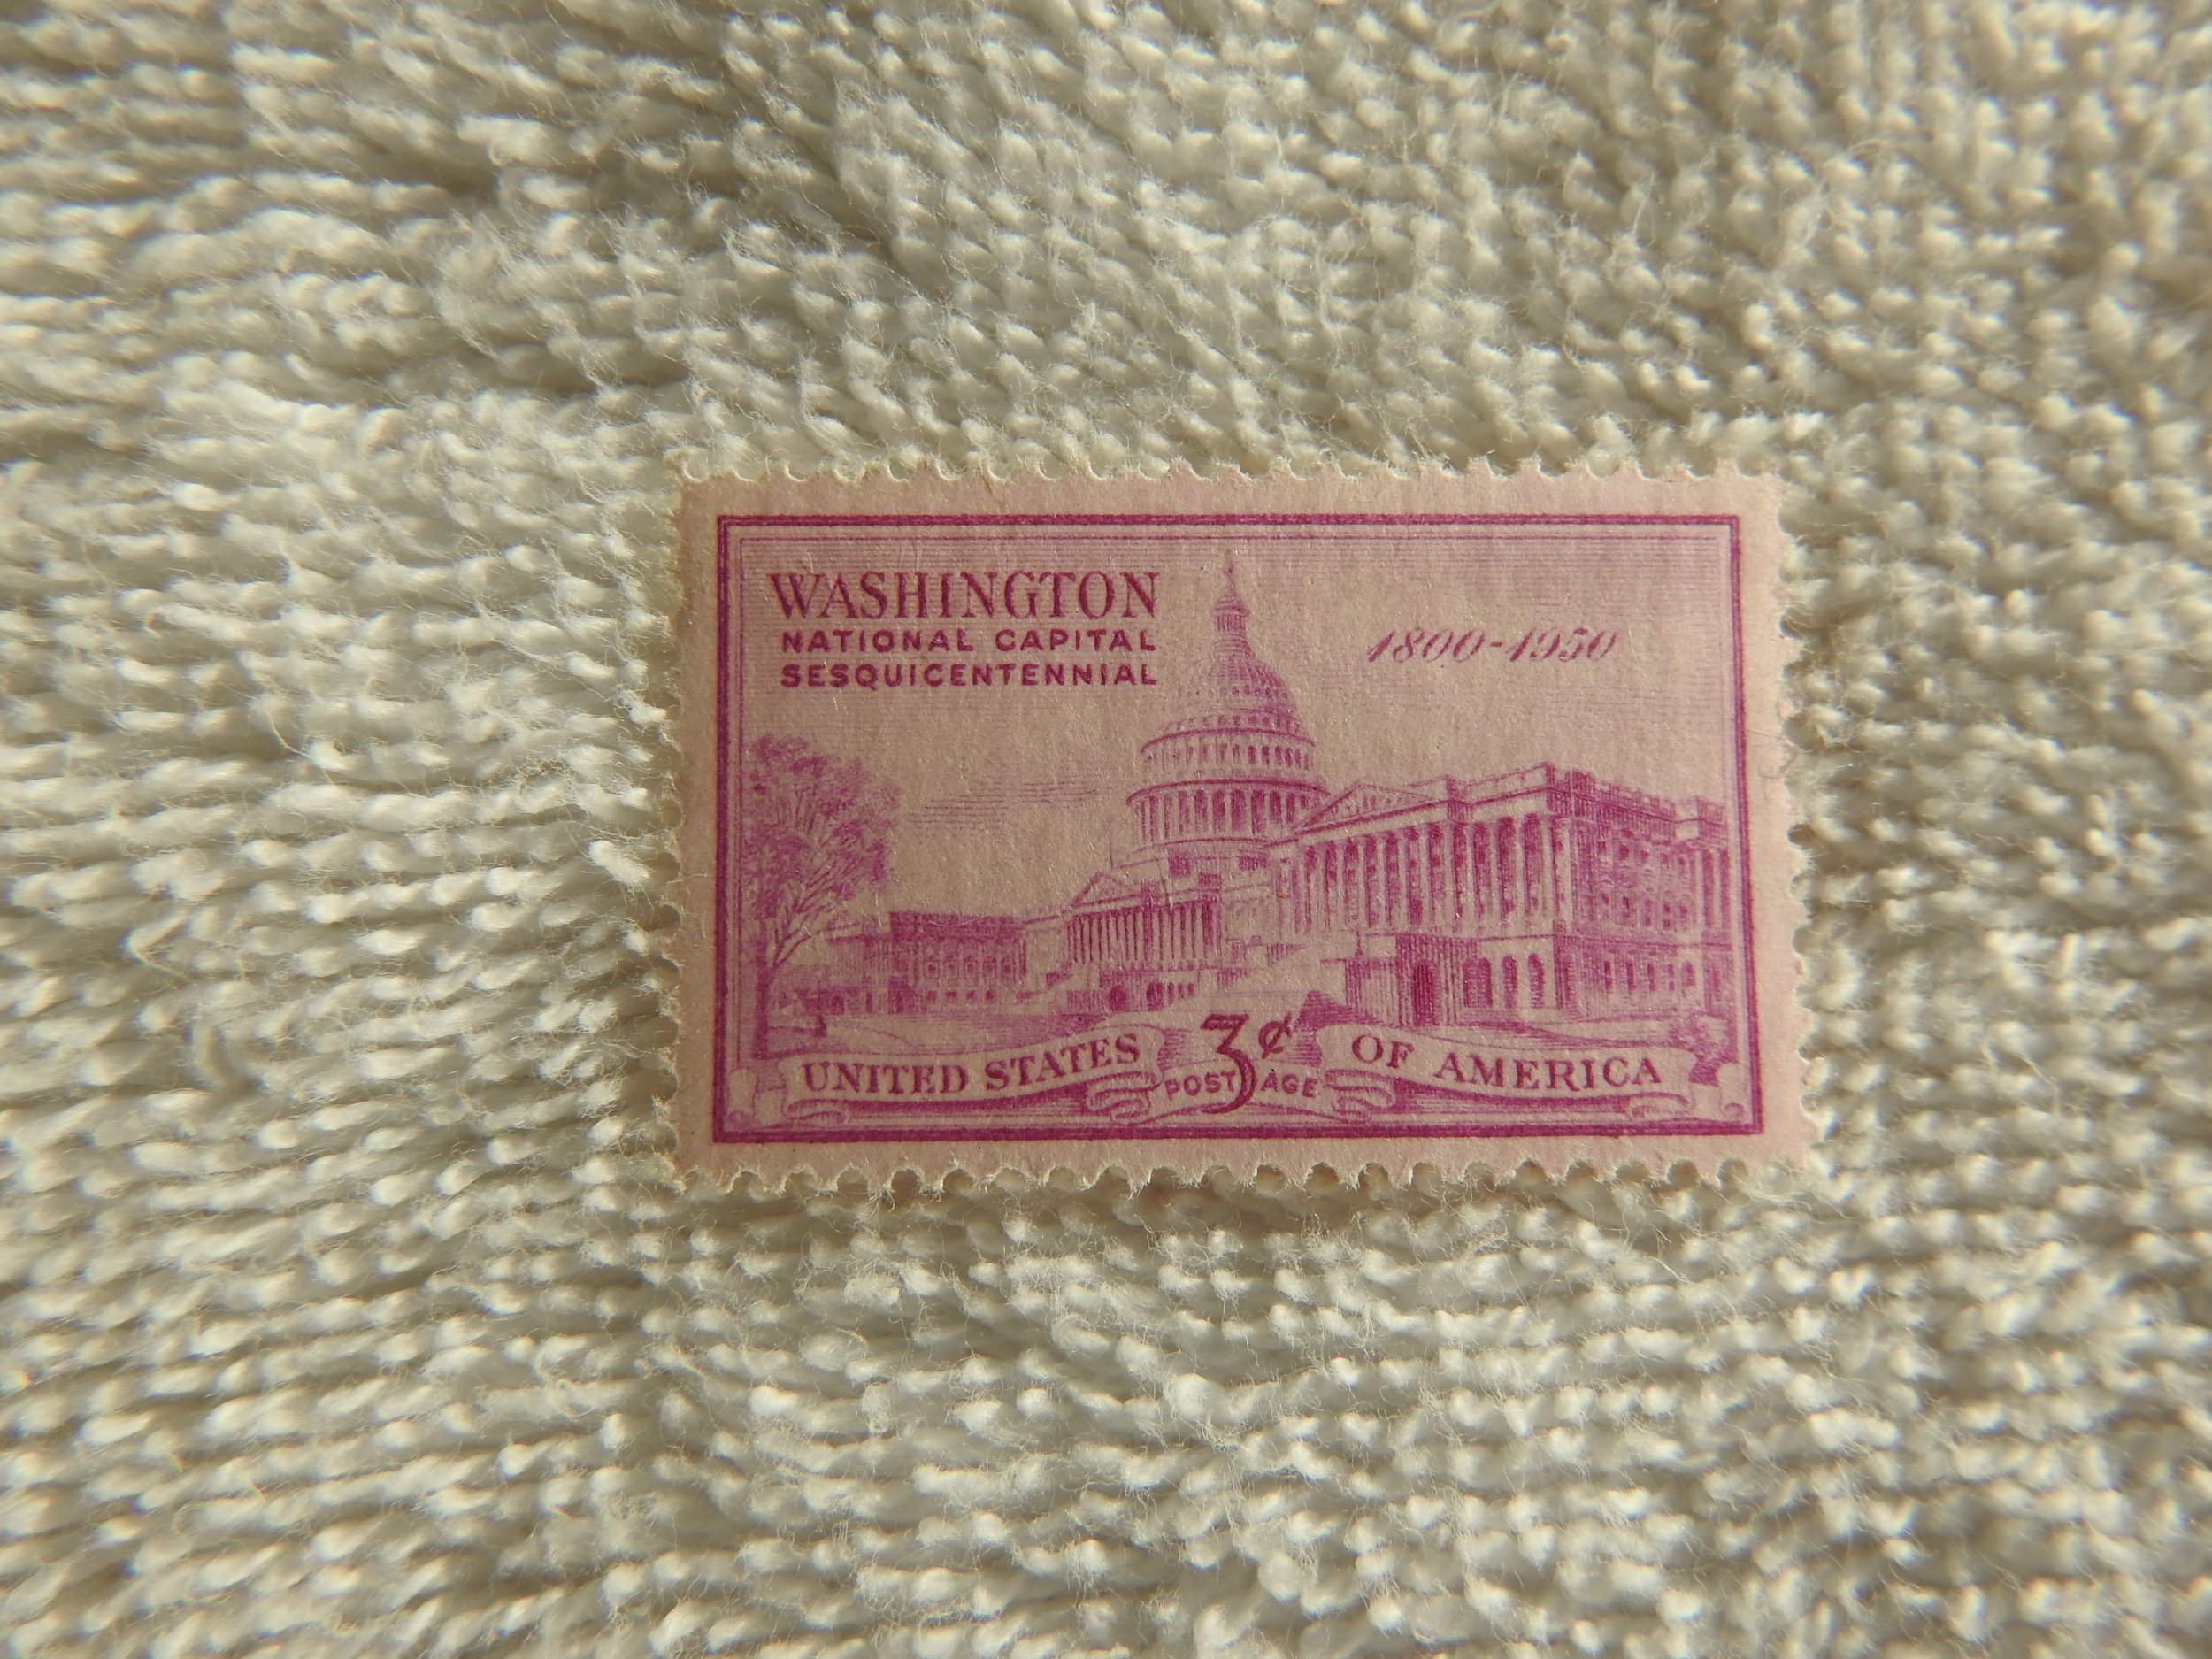 WASHINGTON
NATIONAL CAPITAL
SESQUICENTENNIAL
1800-1950
UNITED STATES 3¢ OF AMERICA
POSTAGE